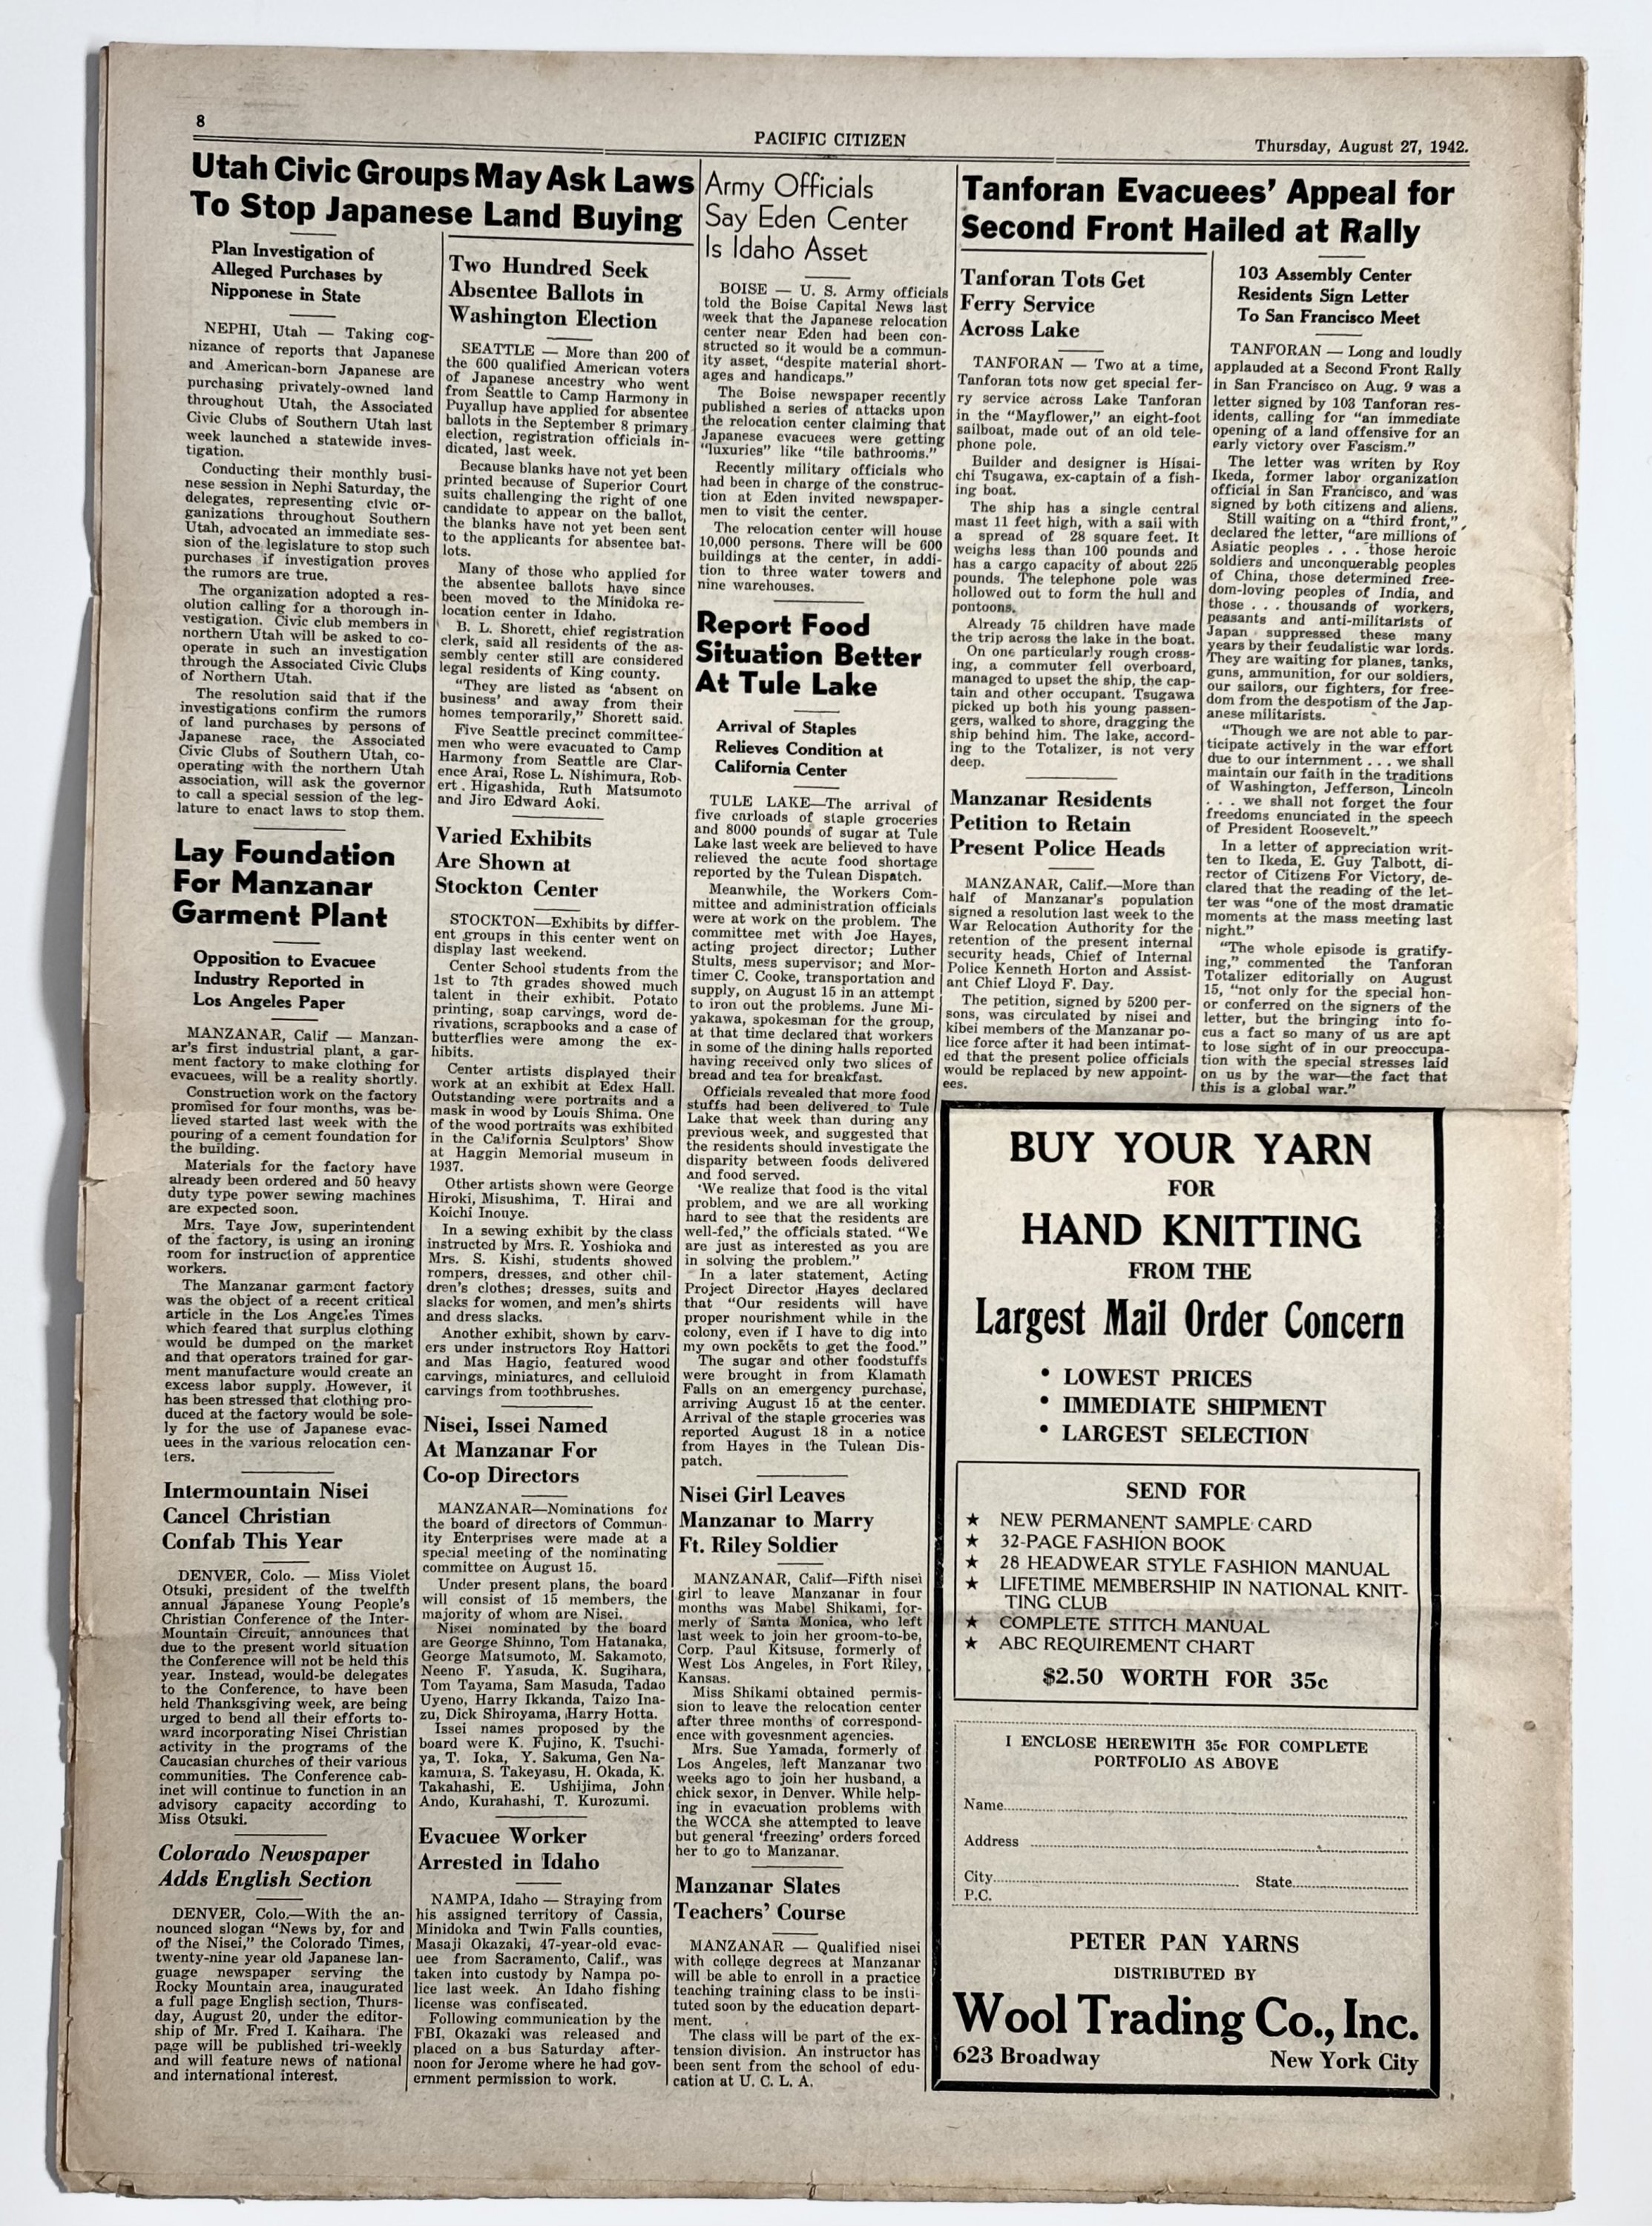 8
PACIFIC CITIZEN
Thursday, August 27, 1942.
Utah Civic Groups May Ask Laws
To Stop Japanese Land Buying
Plan Investigation of
Alleged Purchases by
Nipponese in State
NEPHI, Utah — Taking cog-
nizance of reports that Japanese
and American-born Japanese are
purchasing privately-owned land
throughout Utah, the Associated
Civic Clubs of Southern Utah last
week launched a statewide inves-
tigation.
Conducting their monthly busi-
nese session in Nephi Saturday, the
delegates, representing civic or-
ganizations throughout Southern
Utah, advocated an immediate ses-
sion of the legislature to stop such
purchases if investigation proves
the rumors are true.
The organization adopted a res-
olution calling for a thorough in-
vestigation. Civic club members in
northern Utah will be asked to co-
operate in such an investigation
through the Associated Civic Clubs
of Northern Utah.
The resolution said that if the
investigations confirm the rumors
of land purchases by persons of
Japanese race, the Associated
Civic Clubs of Southern Utah, co-
operating with the northern Utah
association, will ask the governor
to call a special session of the leg-
lature to enact laws to stop them.
Lay Foundation
For Manzanar
Garment Plant
Opposition to Evacuee
Industry Reported in
Los Angeles Paper
MANZANAR, Calif — Manzan-
ar's first industrial plant, a gar-
ment factory to make clothing for
evacuees, will be a reality shortly.
Construction work on the factory
promised for four months, was be-
lieved started last week with the
pouring of a cement foundation for
the building.
Materials for the factory have
already been ordered and 50 heavy
duty type power sewing machines
are expected soon.
Mrs. Taye Jow, superintendent
of the factory, is using an ironing
room for instruction of apprentice
workers.
The Manzanar garment factory
was the object of a recent critical
article in the Los Angeles Times
which feared that surplus clothing
would be dumped on the market
and that operators trained for gar-
ment manufacture would create an
excess labor supply. However, it
has been stressed that clothing pro-
duced at the factory would be sole-
ly for the use of Japanese evac-
uees in the various relocation cen-
ters.
Intermountain Nisei
Cancel Christian
Confab This Year
DENVER, Colo. — Miss Violet
Otsuki, president of the twelfth
annual Japanese Young People's
Christian Conference of the Inter-
Mountain Circuit, announces that
due to the present world situation
the Conference will not be held this
year. Instead, would-be delegates
to the Conference, to have been
held Thanksgiving week, are being
urged to bend all their efforts to-
ward incorporating Nisei Christian
activity in the programs of the
Caucasian churches of their various
communities. The Conference cab-
inet will continue to function in an
advisory capacity according to
Miss Otsuki.
Colorado Newspaper
Adds English Section
DENVER, Colo.—With the an-
nounced slogan "News by, for and
of the Nisei," the Colorado Times,
twenty-nine year old Japanese lan-
guage newspaper serving the
Rocky Mountain area, inaugurated
a full page English section, Thurs-
day, August 20, under the editor-
ship of Mr. Fred I. Kaihara. The
page will be published tri-weekly
and will feature news of national
and international interest.
Two Hundred Seek
Absentee Ballots in
Washington Election
SEATTLE — More than 200 of
the 600 qualified American voters
of Japanese ancestry who went
from Seattle to Camp Harmony in
Puyallup have applied for absentee
ballots in the September 8 primary
election, registration officials in-
dicated, last week.
Because blanks have not yet been
printed because of Superior Court
suits challenging the right of one
candidate to appear on the ballot,
the blanks have not yet been sent
to the applicants for absentee bal-
lots.
Many of those who applied for
the absentee ballots have since
been moved to the Minidoka re-
location center in Idaho.
B. L. Shorett, chief registration
clerk, said all residents of the as-
sembly center still are considered
legal residents of King county.
"They are listed as 'absent on
business' and away from their
homes temporarily," Shorett said.
Five Seattle precinct committee-
men who were evacuated to Camp
Harmony from Seattle are Clar-
ence Arai, Rose L. Nishimura, Rob-
ert Higashida, Ruth Matsumoto
and Jiro Edward Aoki.
Varied Exhibits
Are Shown at
Stockton Center
STOCKTON—Exhibits by differ-
ent groups in this center went on
display last weekend.
Center School students from the
1st to 7th grades showed much
talent in their exhibit. Potato
printing, soap carvings, word de-
rivations, scrapbooks and a case of
butterflies were among the ex-
hibits.
Center artists displayed their
work at an exhibit at Edex Hall.
Outstanding were portraits and a
mask in wood by Louis Shima. One
of the wood portraits was exhibited
in the California Sculptors' Show
at Haggin Memorial museum in
1937.
Other artists shown were George
Hiroki, Misushima, T. Hirai and
Koichi Inouye.
In a sewing exhibit by the class
instructed by Mrs. R. Yoshioka and
Mrs. S. Kishi, students showed
rompers, dresses, and other chil-
dren's clothes; dresses, suits and
slacks for women, and men's shirts
and dress slacks.
Another exhibit, shown by carv-
ers under instructors Roy Hattori
and Mas Hagio, featured wood
carvings, miniatures, and celluloid
carvings from toothbrushes.
Nisei, Issei Named
At Manzanar For
Co-op Directors
MANZANAR—Nominations for
the board of directors of Commun-
ity Enterprises were made at a
special meeting of the nominating
committee on August 15.
Under present plans, the board
will consist of 15 members, the
majority of whom are Nisei.
Nisei nominated by the board
are George Shinno, Tom Hatanaka,
George Matsumoto, M. Sakamoto,
Neeno F. Yasuda, K. Sugihara,
Tom Tayama, Sam Masuda, Tadao
Uyeno, Harry Ikkanda, Taizo Ina-
zu, Dick Shiroyama, Harry Hotta.
Issei names proposed by the
board were K. Fujino, K. Tsuchi-
ya, T. Ioka, Y. Sakuma, Gen Na-
kamura, S. Takeyasu, H. Okada, K.
Takahashi, E. Ushijima, John
Ando, Kurahashi, T. Kurozumi.
Evacuee Worker
Arrested in Idaho
NAMPA, Idaho — Straying from
his assigned territory of Cassia,
Minidoka and Twin Falls counties,
Masaji Okazaki, 47-year-old evac-
uee from Sacramento, Calif., was
taken into custody by Nampa po-
lice last week. An Idaho fishing
license was confiscated.
Following communication by the
FBI, Okazaki was released and
placed on a bus Saturday after-
noon for Jerome where he had gov-
ernment permission to work.
Army Officials
Say Eden Center
Is Idaho Asset
BOISE — U. S. Army officials
told the Boise Capital News last
week that the Japanese relocation
center near Eden had been con-
structed so it would be a commun-
ity asset, "despite material short-
ages and handicaps."
The Boise newspaper recently
published a series of attacks upon
the relocation center claiming that
Japanese evacuees were getting
"luxuries" like "tile bathrooms."
Recently military officials who
had been in charge of the construc-
tion at Eden invited newspaper-
men to visit the center.
The relocation center will house
10,000 persons. There will be 600
buildings at the center, in addi-
tion to three water towers and
nine warehouses.
Report Food
Situation Better
At Tule Lake
Arrival of Staples
Relieves Condition at
California Center
TULE LAKE—The arrival of
five carloads of staple groceries
and 8000 pounds of sugar at Tule
Lake last week are believed to have
relieved the acute food shortage
reported by the Tulean Dispatch.
Meanwhile, the Workers Com-
mittee and administration officials
were at work on the problem. The
committee met with Joe Hayes,
acting project director; Luther
Stults, mess supervisor; and Mor-
timer C. Cooke, transportation and
supply, on August 15 in an attempt
to iron out the problems. June Mi-
yakawa, spokesman for the group,
at that time declared that workers
in some of the dining halls reported
having received only two slices of
bread and tea for breakfast.
Officials revealed that more food
stuffs had been delivered to Tule
Lake that week than during any
previous week, and suggested that
the residents should investigate the
disparity between foods delivered
and food served.
'We realize that food is the vital
problem, and we are all working
hard to see that the residents are
well-fed," the officials stated. "We
are just as interested as you are
in solving the problem."
In a later statement, Acting
Project Director Hayes declared
that "Our residents will have
proper nourishment while in the
colony, even if I have to dig into
my own pockets to get the food."
The sugar and other foodstuffs
were brought in from Klamath
Falls on an emergency purchase,
arriving August 15 at the center.
Arrival of the staple groceries was
reported August 18 in a notice
from Hayes in the Tulean Dis-
patch.
Nisei Girl Leaves
Manzanar to Marry
Ft. Riley Soldier
MANZANAR, Calif—Fifth nisei
girl to leave Manzanar in four
months was Mabel Shikami, for-
merly of Santa Monica, who left
last week to join her groom-to-be,
Corp. Paul Kitsuse, formerly of
West Los Angeles, in Fort Riley,
Kansas.
Miss Shikami obtained permis-
sion to leave the relocation center
after three months of correspond-
ence with govesnment agencies.
Mrs. Sue Yamada, formerly of
Los Angeles, left Manzanar two
weeks ago to join her husband, a
chick sexor, in Denver. While help-
ing in evacuation problems with
the WCCA she attempted to leave
but general 'freezing' orders forced
her to go to Manzanar.
Manzanar Slates
Teachers' Course
MANZANAR — Qualified nisei
with college degrees at Manzanar
will be able to enroll in a practice
teaching training class to be insti-
tuted soon by the education depart-
ment.
The class will be part of the ex-
tension division. An instructor has
been sent from the school of edu-
cation at U. C. L. A.
Tanforan Evacuees' Appeal for
Second Front Hailed at Rally
Tanforan Tots Get
Ferry Service
Across Lake
TANFORAN — Two at a time,
Tanforan tots now get special fer-
ry service across Lake Tanforan
in the "Mayflower," an eight-foot
sailboat, made out of an old tele-
phone pole.
Builder and designer is Hisai-
chi Tsugawa, ex-captain of a fish-
ing boat.
The ship has a single central
mast 11 feet high, with a sail with
a spread of 28 square feet. It
weighs less than 100 pounds and
has a cargo capacity of about 225
pounds. The telephone pole was
hollowed out to form the hull and
pontoons.
Already 75 children have made
the trip across the lake in the boat.
On one particularly rough cross-
ing, a commuter fell overboard,
managed to upset the ship, the cap-
tain and other occupant. Tsugawa
picked up both his young passen-
gers, walked to shore, dragging the
ship behind him. The lake, accord-
ing to the Totalizer, is not very
deep.
Manzanar Residents
Petition to Retain
Present Police Heads
MANZANAR, Calif.—More than
half of Manzanar's population
signed a resolution last week to the
War Relocation Authority for the
retention of the present internal
security heads, Chief of Internal
Police Kenneth Horton and Assist-
ant Chief Lloyd F. Day.
The petition, signed by 5200 per-
sons, was circulated by nisei and
kibei members of the Manzanar po-
lice force after it had been intimat-
ed that the present police officials
would be replaced by new appoint-
ees.
103 Assembly Center
Residents Sign Letter
To San Francisco Meet
TANFORAN — Long and loudly
applauded at a Second Front Rally
in San Francisco on Aug. 9 was a
letter signed by 103 Tanforan res-
idents, calling for "an immediate
opening of a land offensive for an
early victory over Fascism."
The letter was writen by Roy
Ikeda, former labor organization
official in San Francisco, and was
signed by both citizens and aliens.
Still waiting on a "third front,"
declared the letter, "are millions of
Asiatic peoples . . . those heroic
soldiers and unconquerable peoples
of China, those determined free-
dom-loving peoples of India, and
those . . . thousands of workers,
peasants and anti-militarists of
Japan suppressed these many
years by their feudalistic war lords.
They are waiting for planes, tanks,
guns, ammunition, for our soldiers,
our sailors, our fighters, for free-
dom from the despotism of the Jap-
anese militarists.
"Though we are not able to par-
ticipate actively in the war effort
due to our internment . . . we shall
maintain our faith in the traditions
of Washington, Jefferson, Lincoln
. . . we shall not forget the four
freedoms enunciated in the speech
of President Roosevelt."
In a letter of appreciation writ-
ten to Ikeda, E. Guy Talbott, di-
rector of Citizens For Victory, de-
clared that the reading of the let-
ter was "one of the most dramatic
moments at the mass meeting last
night."
"The whole episode is gratify-
ing," commented the Tanforan
Totalizer editorially on August
15, "not only for the special hon-
or conferred on the signers of the
letter, but the bringing into fo-
cus a fact so many of us are apt
to lose sight of in our preoccupa-
tion with the special stresses laid
on us by the war—the fact that
this is a global war."
BUY YOUR YARN
FOR
HAND KNITTING
FROM THE
Largest Mail Order Concern
• LOWEST PRICES
• IMMEDIATE SHIPMENT
• LARGEST SELECTION
SEND FOR
★ NEW PERMANENT SAMPLE CARD
★ 32-PAGE FASHION BOOK
★ 28 HEADWEAR STYLE FASHION MANUAL
★ LIFETIME MEMBERSHIP IN NATIONAL KNIT-
TING CLUB
★ COMPLETE STITCH MANUAL
★ ABC REQUIREMENT CHART
$2.50 WORTH FOR 35c
I ENCLOSE HEREWITH 35c FOR COMPLETE
PORTFOLIO AS ABOVE
Name
Address
City State
P.C.
PETER PAN YARNS
DISTRIBUTED BY
Wool Trading Co., Inc.
623 Broadway New York City